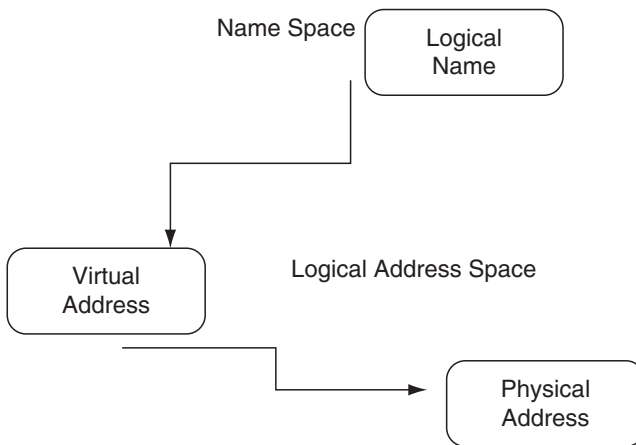 Name Space
Logical
Name
Virtual
Address
Logical Address Space
Physical
Address